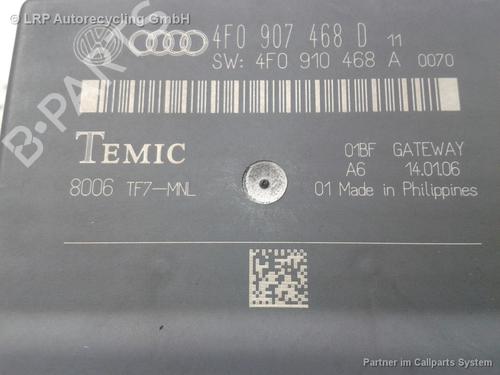 © LRP Autorecycling GmbH
4F0 907 468 D 11
SW: 4F0 910 468 A 0070
TEMIC
8006 TF7-MNL
01BF GATEWAY
A6 14.01.06
01 Made in Philippines
Partner im Callparts System